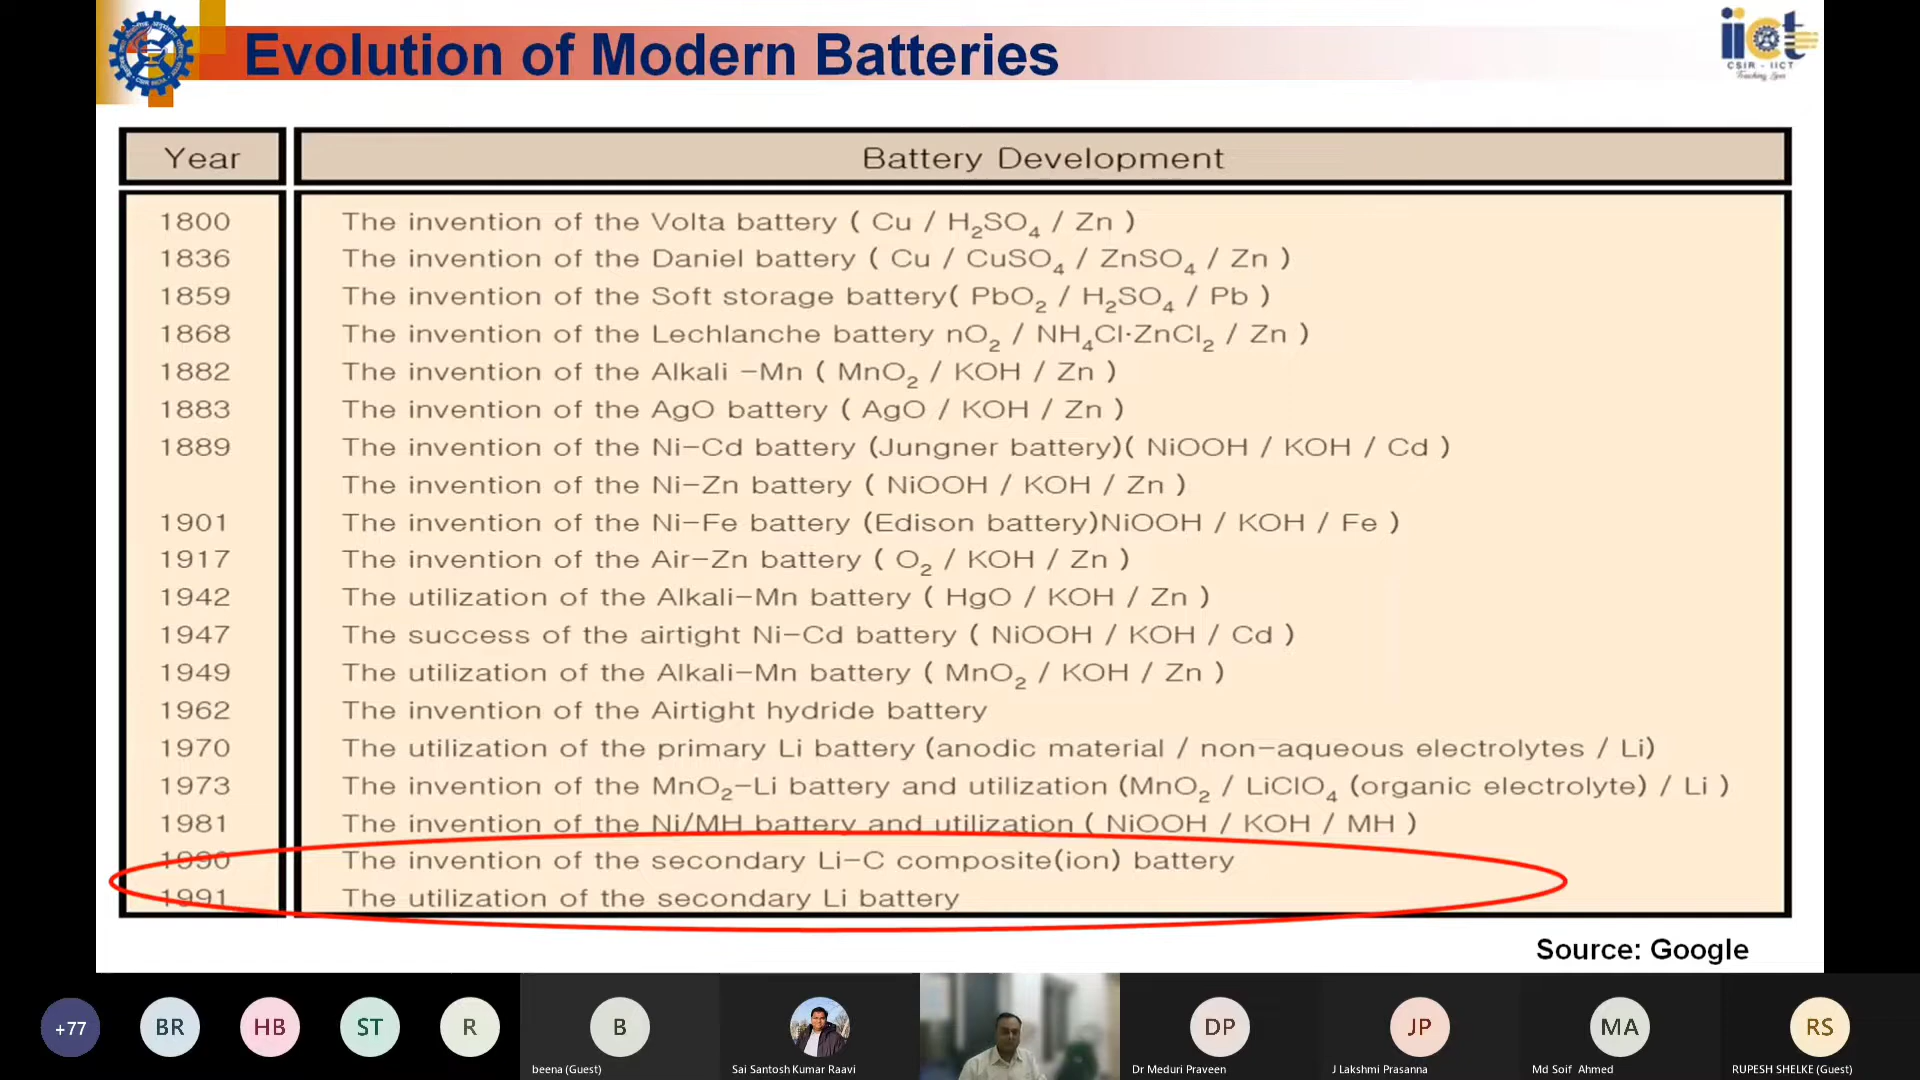 Evolution of Modern Batteries
iict
CSIR - IICT
Touching Lives
Year Battery Development
1800 The invention of the Volta battery ( Cu / H₂SO₄ / Zn )
1836 The invention of the Daniel battery ( Cu / CuSO₄ / ZnSO₄ / Zn )
1859 The invention of the Soft storage battery( PbO₂ / H₂SO₄ / Pb )
1868 The invention of the Lechlanche battery nO₂ / NH₄Cl·ZnCl₂ / Zn )
1882 The invention of the Alkali –Mn ( MnO₂ / KOH / Zn )
1883 The invention of the AgO battery ( AgO / KOH / Zn )
1889 The invention of the Ni–Cd battery (Jungner battery)( NiOOH / KOH / Cd )
The invention of the Ni–Zn battery ( NiOOH / KOH / Zn )
1901 The invention of the Ni–Fe battery (Edison battery)NiOOH / KOH / Fe )
1917 The invention of the Air–Zn battery ( O₂ / KOH / Zn )
1942 The utilization of the Alkali–Mn battery ( HgO / KOH / Zn )
1947 The success of the airtight Ni–Cd battery ( NiOOH / KOH / Cd )
1949 The utilization of the Alkali–Mn battery ( MnO₂ / KOH / Zn )
1962 The invention of the Airtight hydride battery
1970 The utilization of the primary Li battery (anodic material / non–aqueous electrolytes / Li)
1973 The invention of the MnO₂–Li battery and utilization (MnO₂ / LiClO₄ (organic electrolyte) / Li )
1981 The invention of the Ni/MH battery and utilization ( NiOOH / KOH / MH )
1990 The invention of the secondary Li–C composite(ion) battery
1991 The utilization of the secondary Li battery
Source: Google
+77 BR HB ST R B DP JP MA RS
beena (Guest) Sai Santosh Kumar Raavi Dr Meduri Praveen J Lakshmi Prasanna Md Soif Ahmed RUPESH SHELKE (Guest)